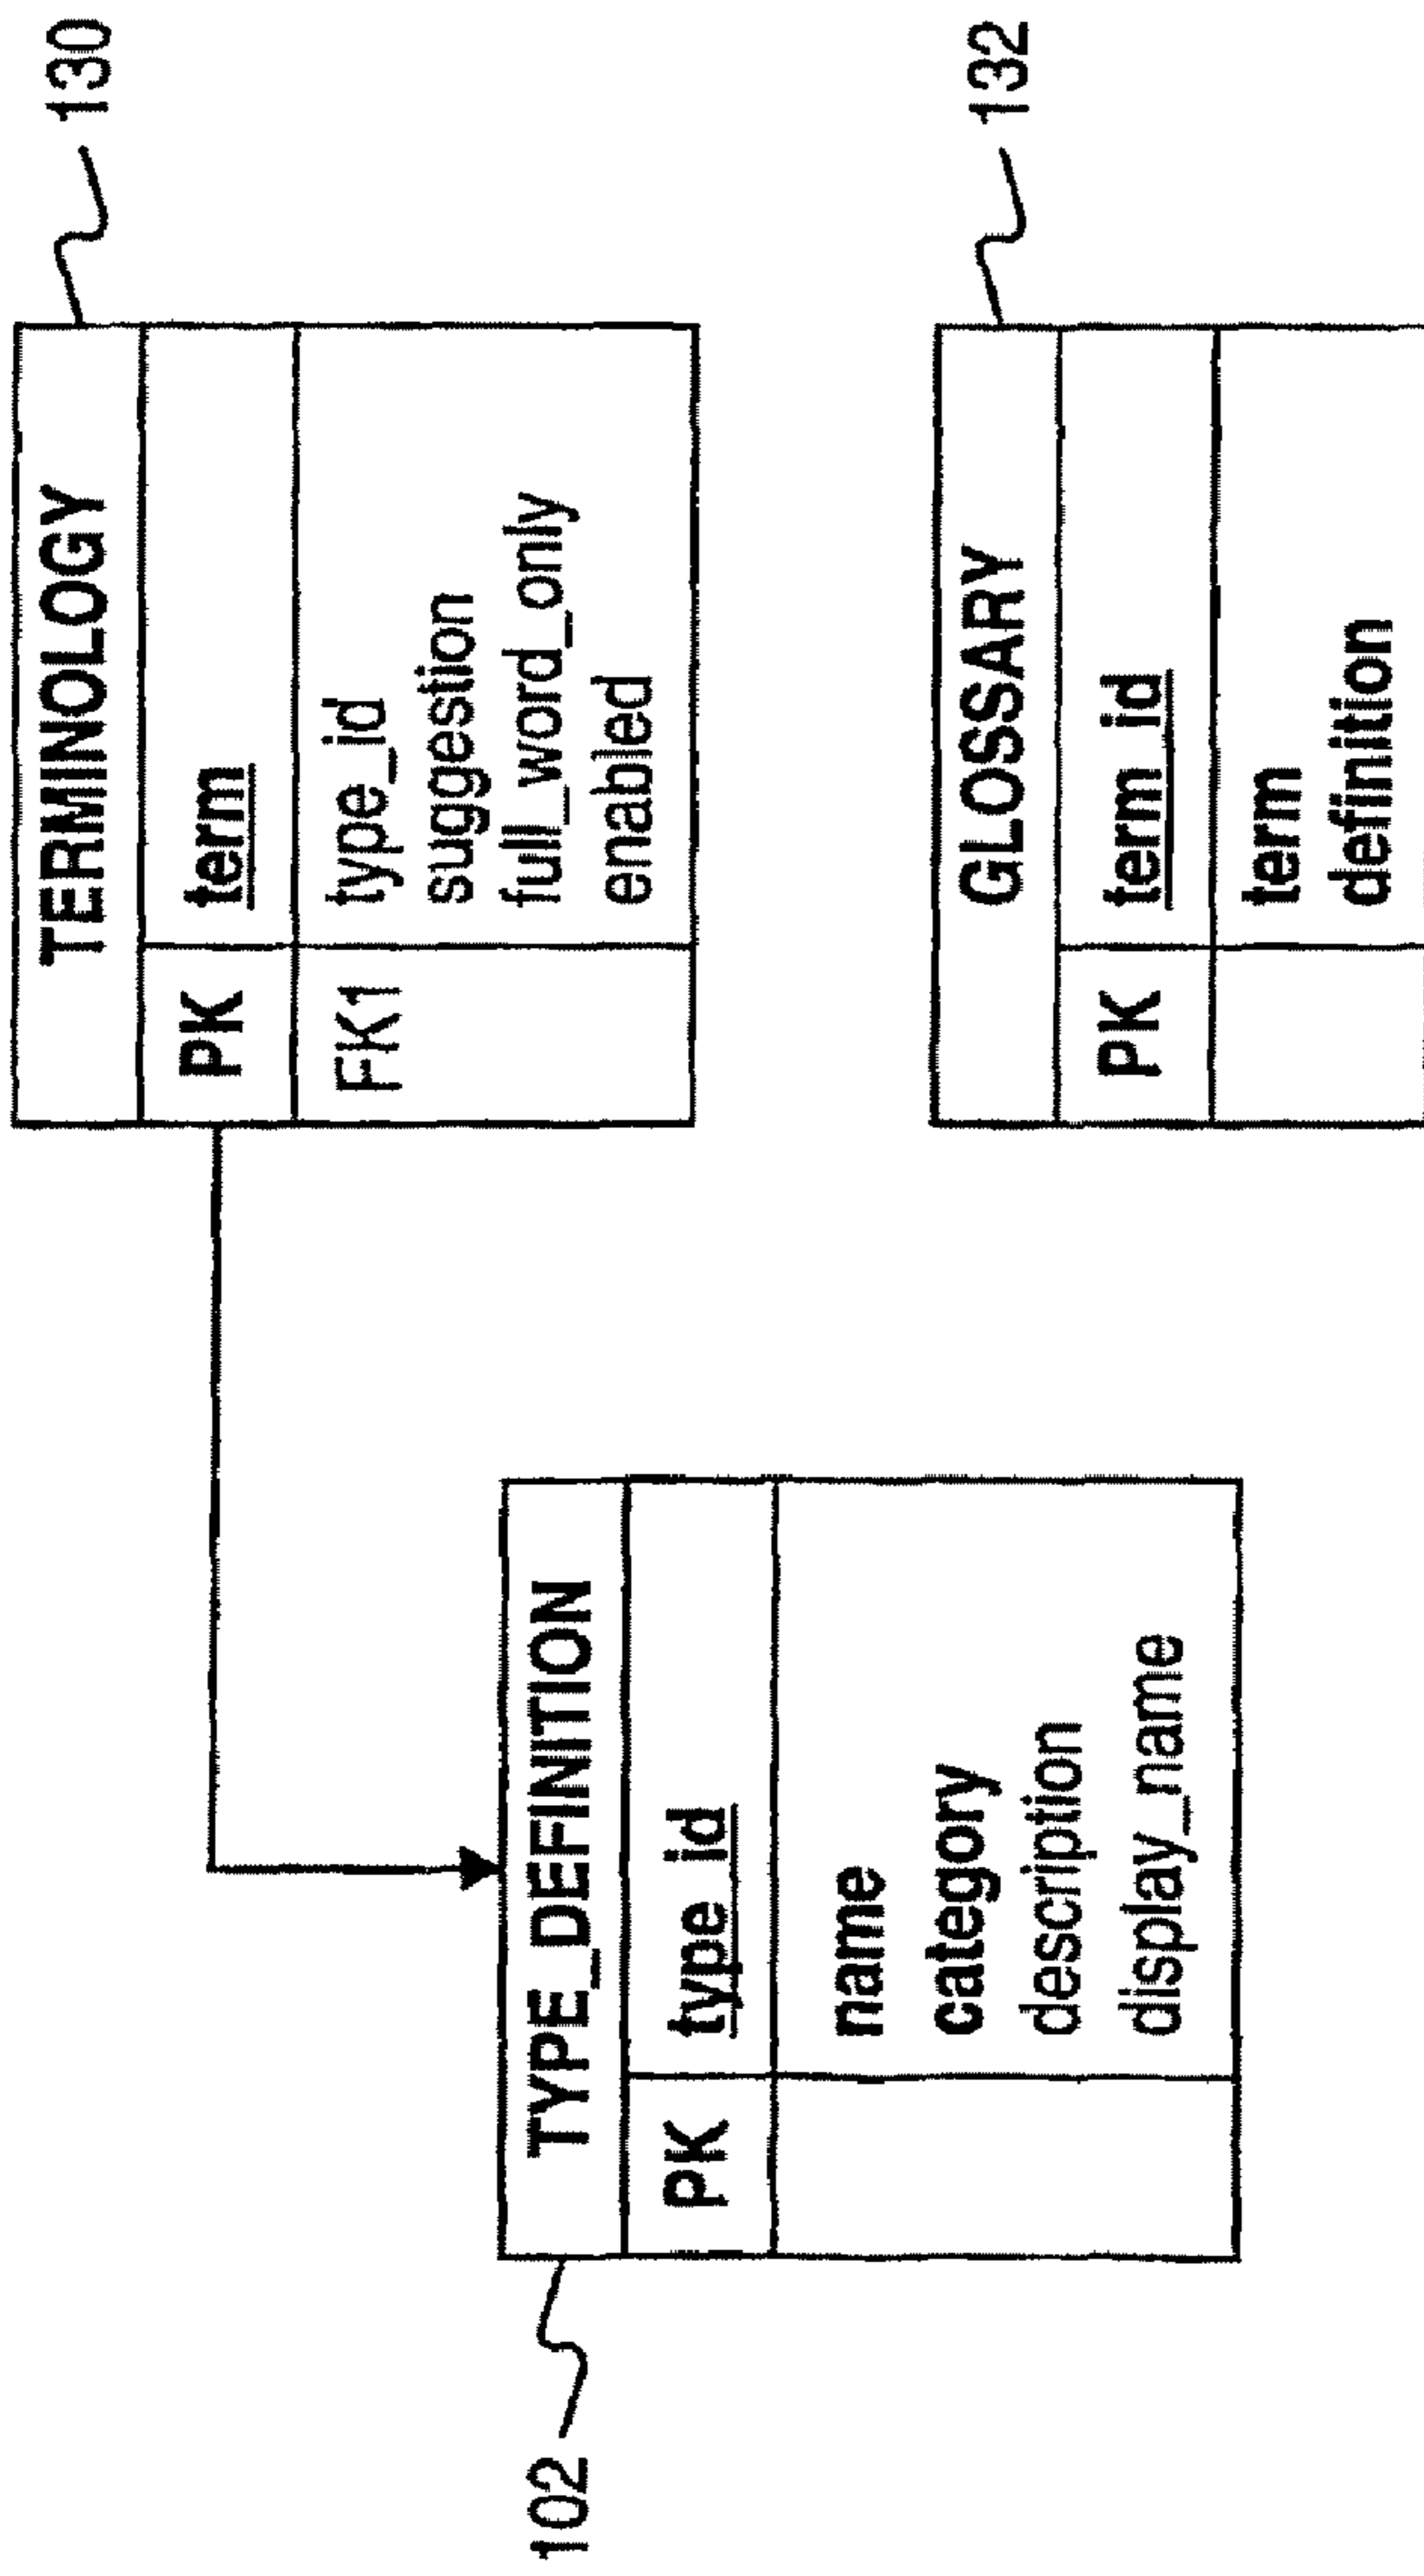 130
TERMINOLOGY
PK term
FK1 type_id
suggestion
full_word_only
enabled
102
TYPE_DEFINITION
PK type_id
name
category
description
display_name
132
GLOSSARY
PK term_id
term
definition